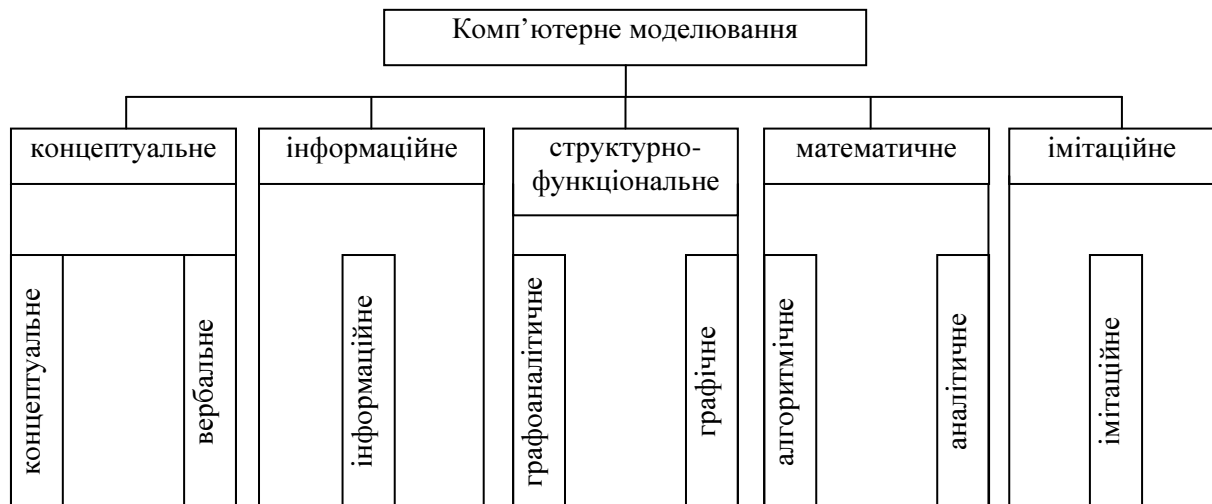 Комп’ютерне моделювання
концептуальне
інформаційне
структурно-
функціональне
математичне
імітаційне
концептуальне
вербальне
інформаційне
графоаналітичне
графічне
алгоритмічне
аналітичне
імітаційне